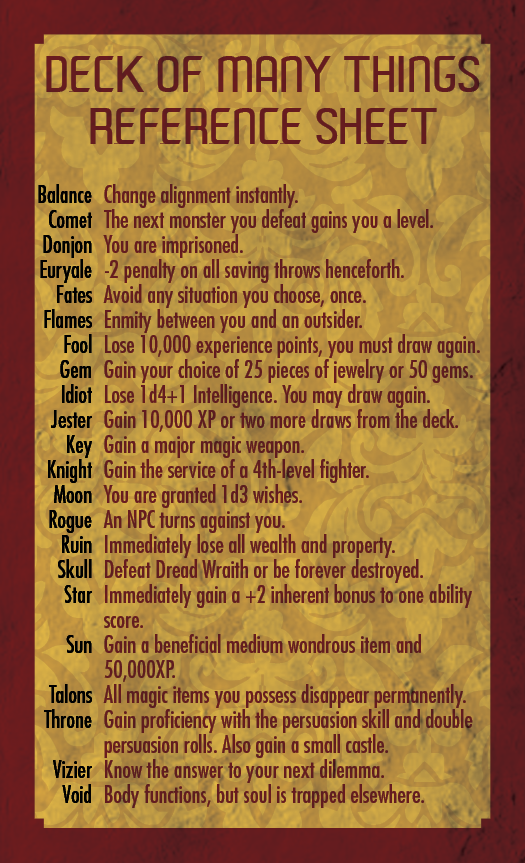 DECK OF MANY THINGS
REFERENCE SHEET
Balance Change alignment instantly.
Comet The next monster you defeat gains you a level.
Donjon You are imprisoned.
Euryale -2 penalty on all saving throws henceforth.
Fates Avoid any situation you choose, once.
Flames Enmity between you and an outsider.
Fool Lose 10,000 experience points, you must draw again.
Gem Gain your choice of 25 pieces of jewelry or 50 gems.
Idiot Lose 1d4+1 Intelligence. You may draw again.
Jester Gain 10,000 XP or two more draws from the deck.
Key Gain a major magic weapon.
Knight Gain the service of a 4th-level fighter.
Moon You are granted 1d3 wishes.
Rogue An NPC turns against you.
Ruin Immediately lose all wealth and property.
Skull Defeat Dread Wraith or be forever destroyed.
Star Immediately gain a +2 inherent bonus to one ability
score.
Sun Gain a beneficial medium wondrous item and
50,000XP.
Talons All magic items you possess disappear permanently.
Throne Gain proficiency with the persuasion skill and double
persuasion rolls. Also gain a small castle.
Vizier Know the answer to your next dilemma.
Void Body functions, but soul is trapped elsewhere.